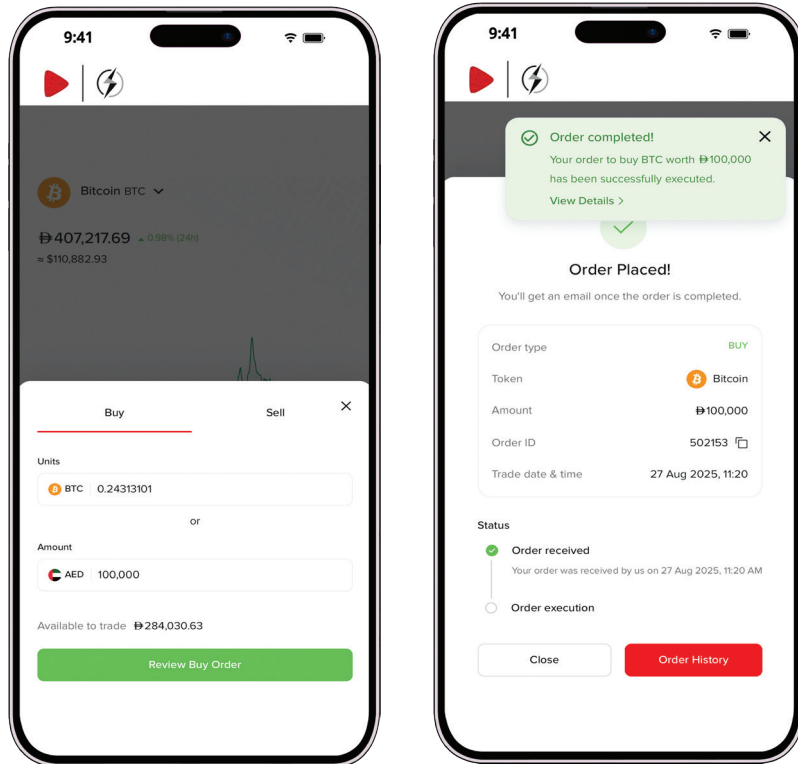 9:41
Bitcoin BTC
407,217.69 0.98% (24h)
≈ $110,882.93
Buy Sell
Units
BTC 0.24313101
or
Amount
AED 100,000
Available to trade 284,030.63
Review Buy Order
9:41
Order completed!
Your order to buy BTC worth 100,000
has been successfully executed.
View Details >
Order Placed!
You'll get an email once the order is completed.
Order type BUY
Token Bitcoin
Amount 100,000
Order ID 502153
Trade date & time 27 Aug 2025, 11:20
Status
Order received
Your order was received by us on 27 Aug 2025, 11:20 AM
Order execution
Close Order History